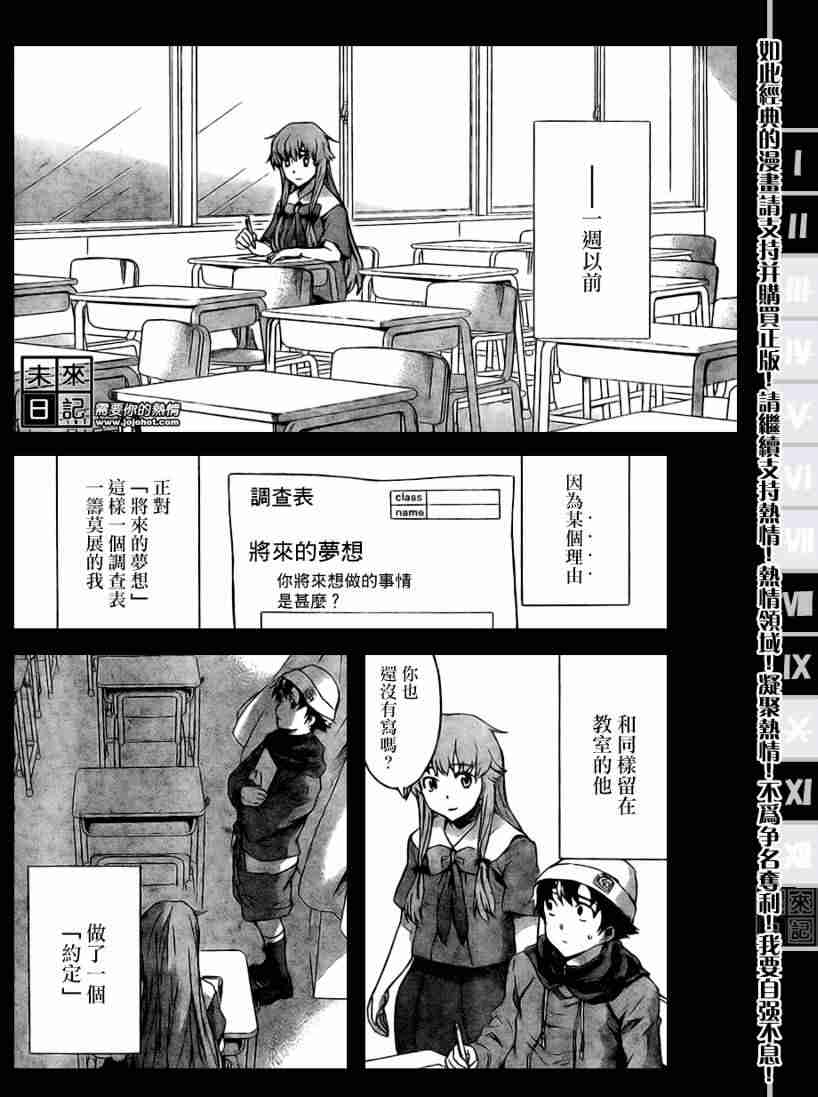 ——一週以前
未來
日記
需要你的熱情
www.jojohot.com
因為某個理由
調查表
class
name
將來的夢想
你將來想做的事情
是甚麼？
正對
「將來的夢想」
這樣一個調查表
一籌莫展的我
和同樣留在
教室的他
你也
還沒有寫嗎？
做了一個
「約定」
如此經典的漫畫請支持并購買正版！請繼續支持熱情！熱情領域！凝聚熱情！不爲争名奪利！我要自强不息！
I
II
III
IV
V
VI
VII
VIII
IX
X
XI
XII
來
記